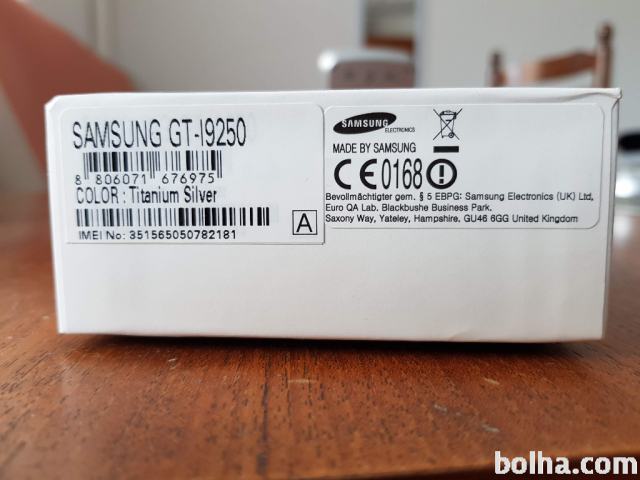 SAMSUNG GT-I9250
8 806071 676975
COLOR : Titanium Silver
IMEI No: 351565050782181
A
SAMSUNG
ELECTRONICS
MADE BY SAMSUNG
CE0168
Bevollmächtigter gem. § 5 EBPG: Samsung Electronics (UK) Ltd,
Euro QA Lab. Blackbushe Business Park.
Saxony Way, Yateley, Hampshire. GU46 6GG United Kingdom
bolha.com